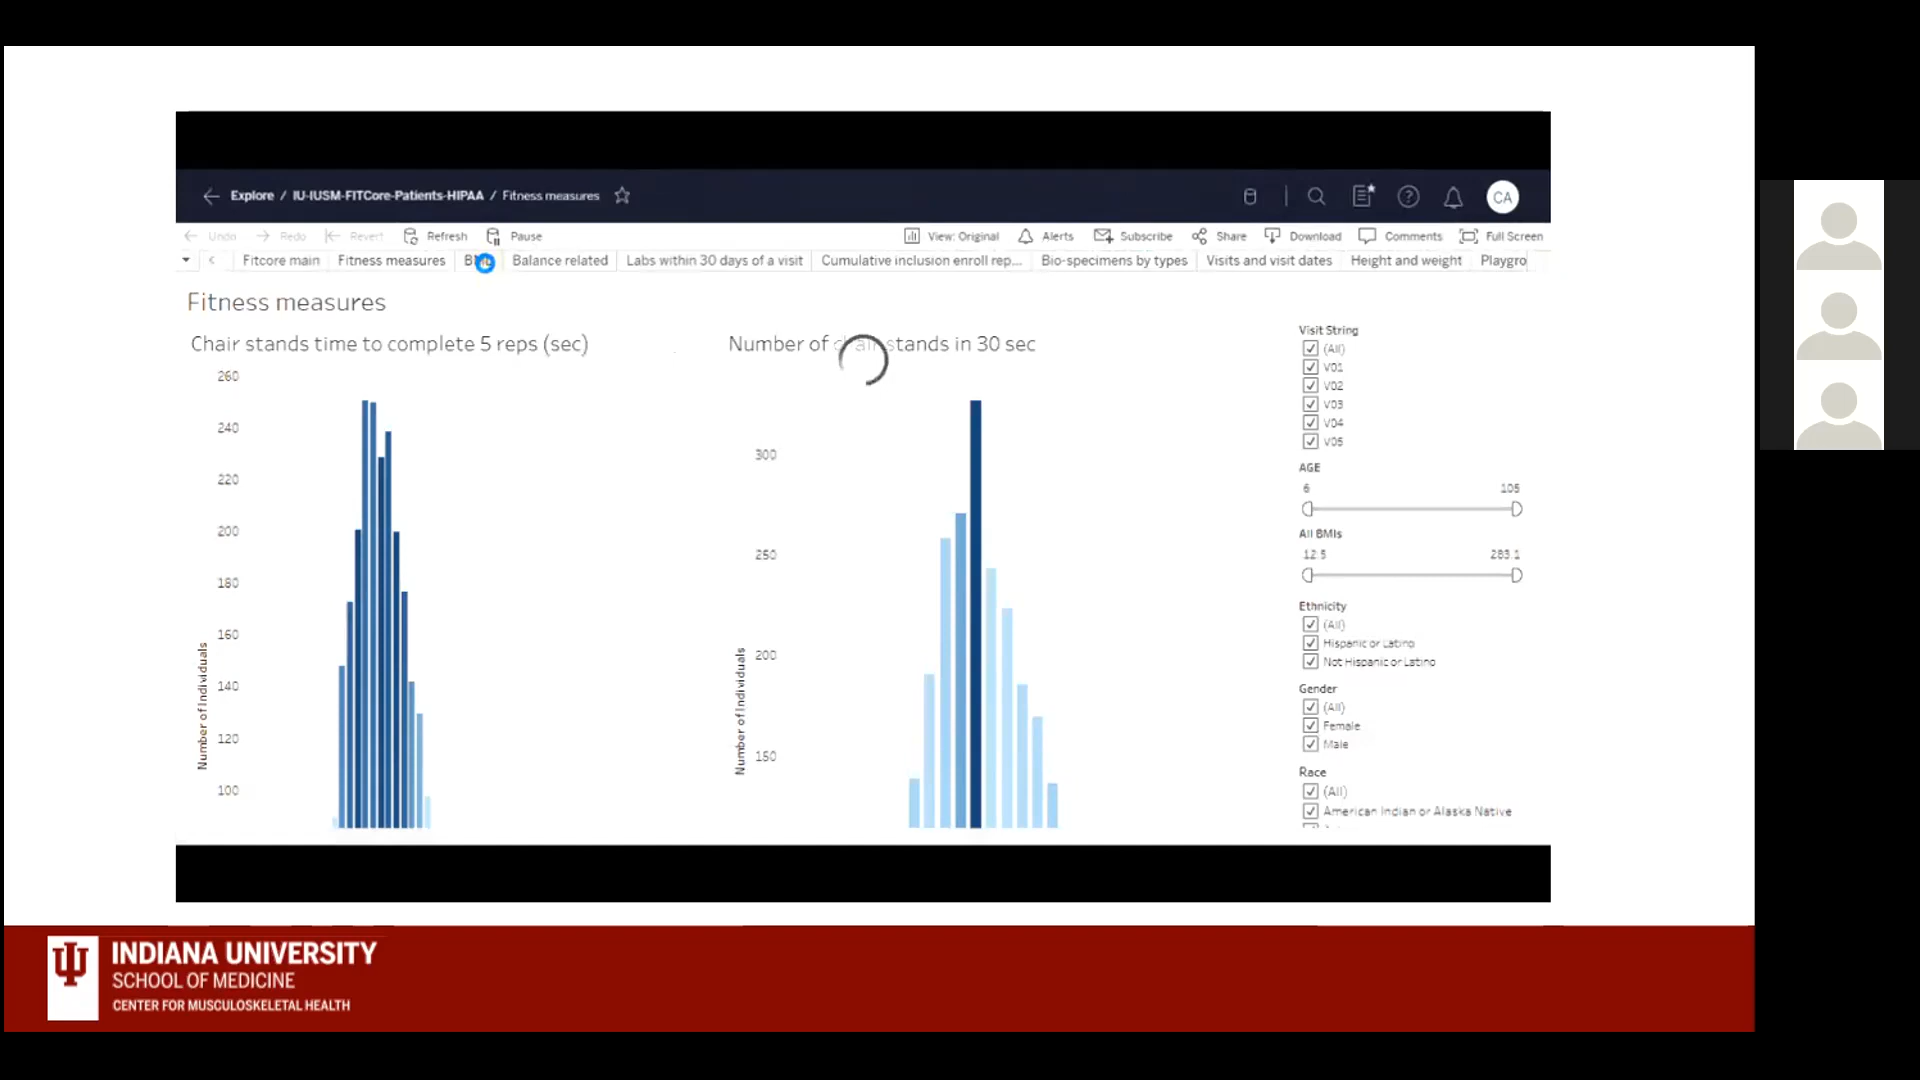 Explore / IU-IUSM-FITCore-Patients-HIPAA / Fitness measures
CA
Undo Redo Revert Refresh Pause View: Original Alerts Subscribe Share Download Comments Full Screen
Fitcore main Fitness measures Balance related Labs within 30 days of a visit Cumulative inclusion enroll rep... Bio-specimens by types Visits and visit dates Height and weight Playgro
Fitness measures
Chair stands time to complete 5 reps (sec)
260
240
220
200
180
160
140
120
100
Number of Individuals
Number of chair stands in 30 sec
300
250
200
150
Number of Individuals
Visit String
(All)
V01
V02
V03
V04
V05
AGE
6 105
All BMIs
12.5 283.1
Ethnicity
(All)
Hispanic or Latino
Not Hispanic or Latino
Gender
(All)
Female
Male
Race
(All)
American Indian or Alaska Native
INDIANA UNIVERSITY
SCHOOL OF MEDICINE
CENTER FOR MUSCULOSKELETAL HEALTH